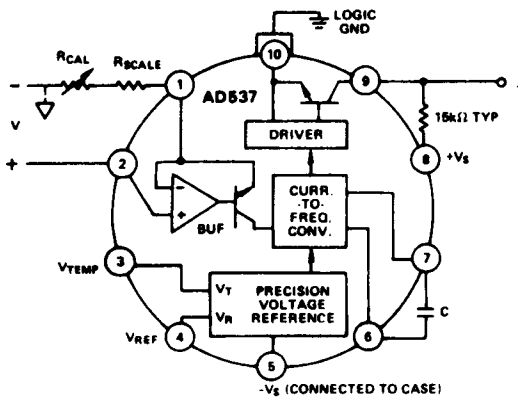 LOGIC
GND
RCAL
RSCALE
10
1
9
AD537
−
V
+
DRIVER
15kΩ TYP
2
8
+VS
−
+
BUF
CURR.
-TO-
FREQ.
CONV.
3
VTEMP
7
VT
VR
PRECISION
VOLTAGE
REFERENCE
C
4
VREF
6
5
-VS (CONNECTED TO CASE)